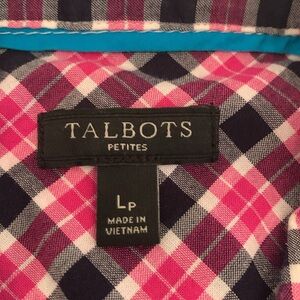 TALBOTS
PETITES
LP
MADE IN
VIETNAM